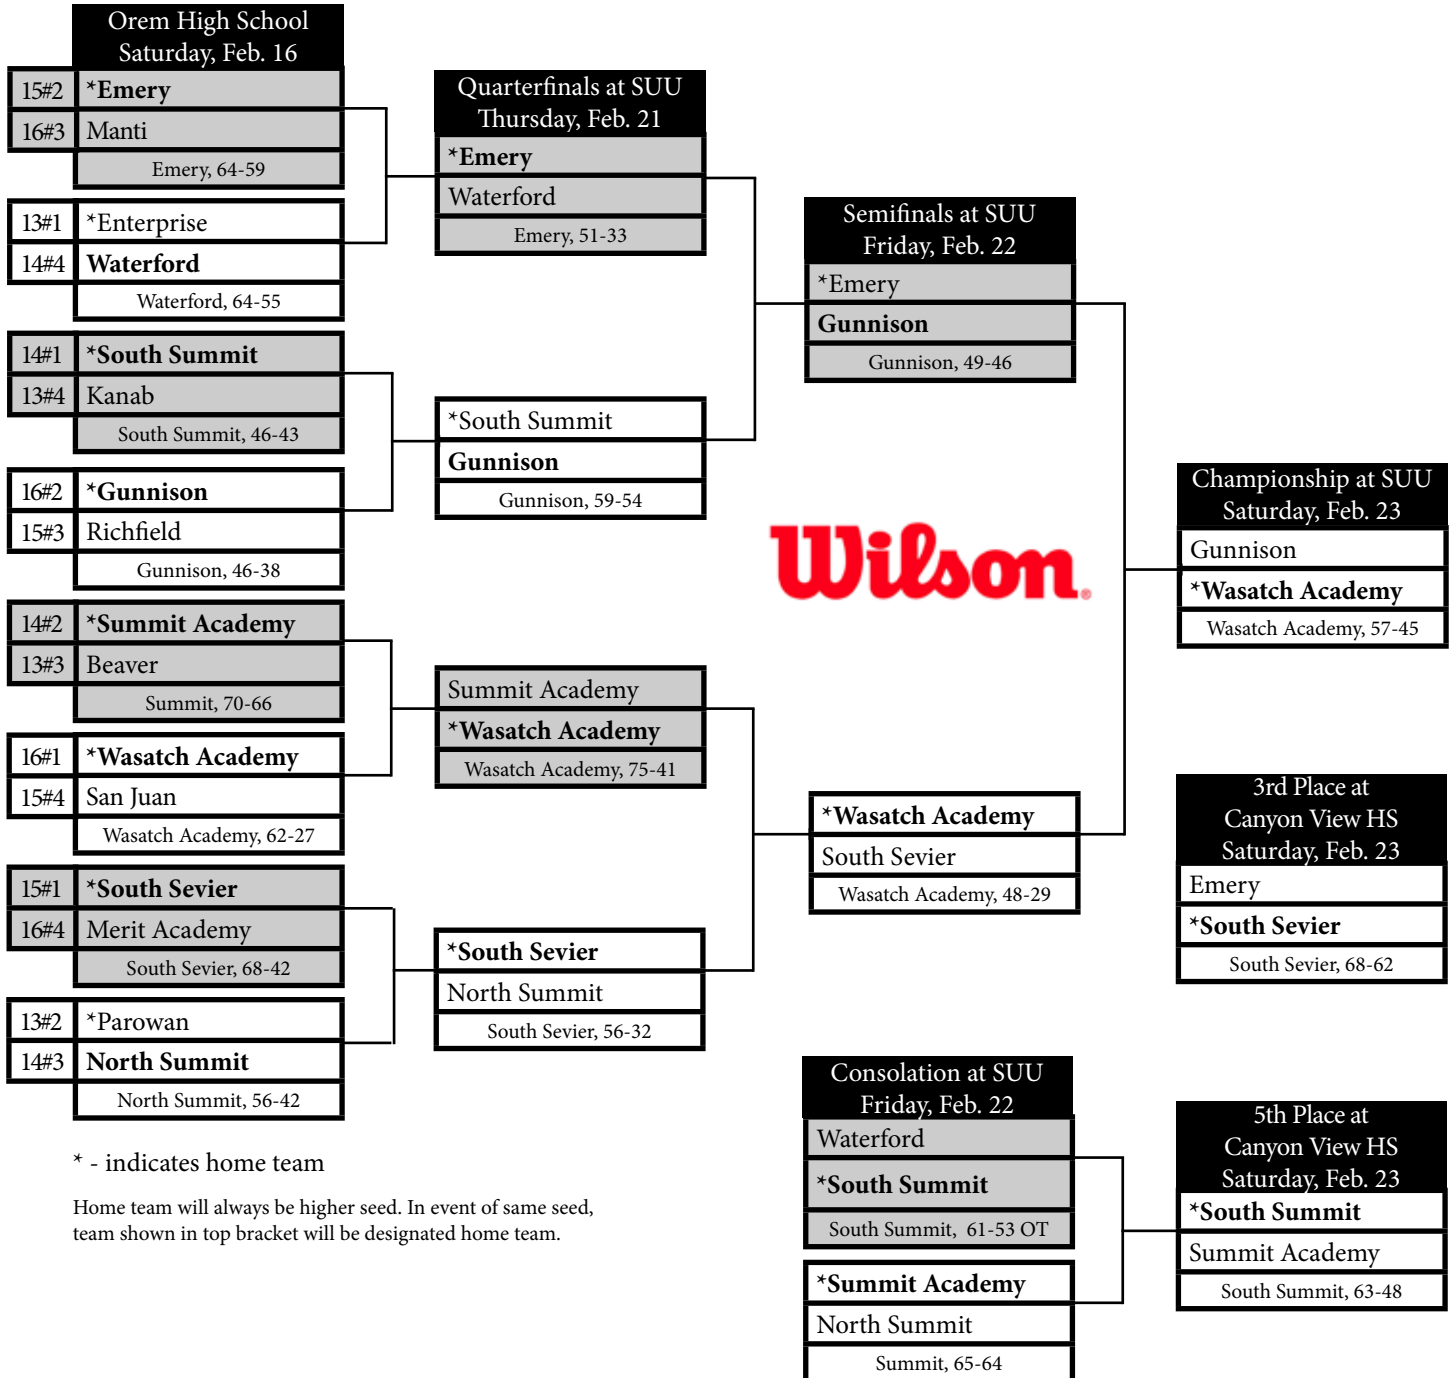 Orem High School
Saturday, Feb. 16
15#2 *Emery
16#3 Manti
Emery, 64-59
13#1 *Enterprise
14#4 Waterford
Waterford, 64-55
14#1 *South Summit
13#4 Kanab
South Summit, 46-43
16#2 *Gunnison
15#3 Richfield
Gunnison, 46-38
14#2 *Summit Academy
13#3 Beaver
Summit, 70-66
16#1 *Wasatch Academy
15#4 San Juan
Wasatch Academy, 62-27
15#1 *South Sevier
16#4 Merit Academy
South Sevier, 68-42
13#2 *Parowan
14#3 North Summit
North Summit, 56-42
* - indicates home team
Home team will always be higher seed. In event of same seed,
team shown in top bracket will be designated home team.
Quarterfinals at SUU
Thursday, Feb. 21
*Emery
Waterford
Emery, 51-33
*South Summit
Gunnison
Gunnison, 59-54
Summit Academy
*Wasatch Academy
Wasatch Academy, 75-41
*South Sevier
North Summit
South Sevier, 56-32
Semifinals at SUU
Friday, Feb. 22
*Emery
Gunnison
Gunnison, 49-46
Wilson®
*Wasatch Academy
South Sevier
Wasatch Academy, 48-29
Consolation at SUU
Friday, Feb. 22
Waterford
*South Summit
South Summit, 61-53 OT
*Summit Academy
North Summit
Summit, 65-64
Championship at SUU
Saturday, Feb. 23
Gunnison
*Wasatch Academy
Wasatch Academy, 57-45
3rd Place at
Canyon View HS
Saturday, Feb. 23
Emery
*South Sevier
South Sevier, 68-62
5th Place at
Canyon View HS
Saturday, Feb. 23
*South Summit
Summit Academy
South Summit, 63-48